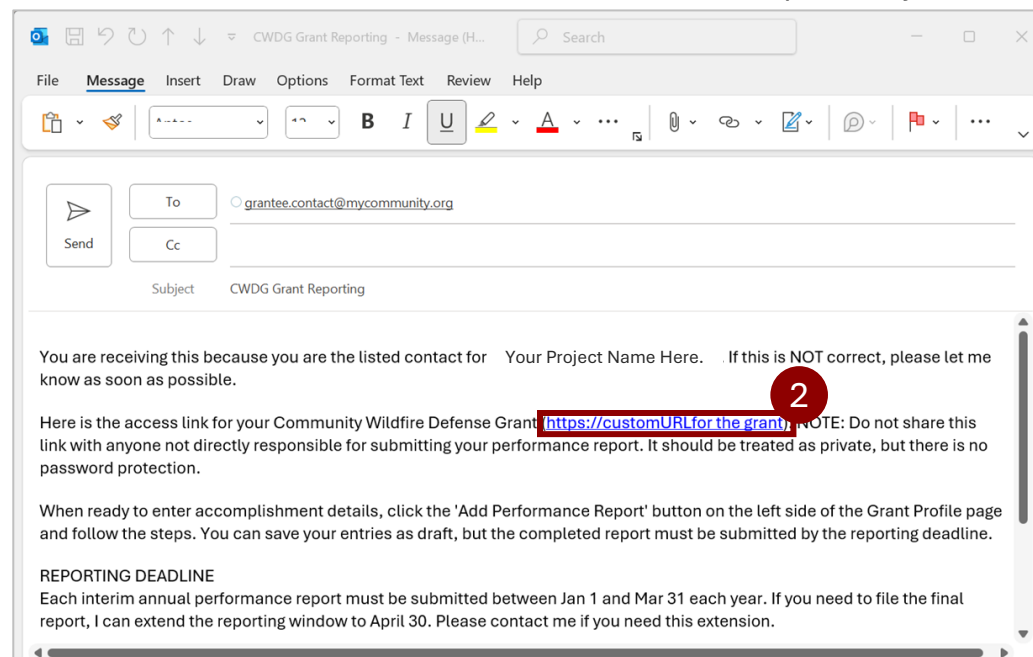 CWDG Grant Reporting - Message (H...
Search
File Message Insert Draw Options Format Text Review Help
B I U A ...
To
grantee.contact@mycommunity.org
Send
Cc
Subject
CWDG Grant Reporting
You are receiving this because you are the listed contact for Your Project Name Here. . If this is NOT correct, please let me
know as soon as possible.
2
Here is the access link for your Community Wildfire Defense Grant (https://customURLfor the grant). NOTE: Do not share this
link with anyone not directly responsible for submitting your performance report. It should be treated as private, but there is no
password protection.
When ready to enter accomplishment details, click the 'Add Performance Report' button on the left side of the Grant Profile page
and follow the steps. You can save your entries as draft, but the completed report must be submitted by the reporting deadline.
REPORTING DEADLINE
Each interim annual performance report must be submitted between Jan 1 and Mar 31 each year. If you need to file the final
report, I can extend the reporting window to April 30. Please contact me if you need this extension.